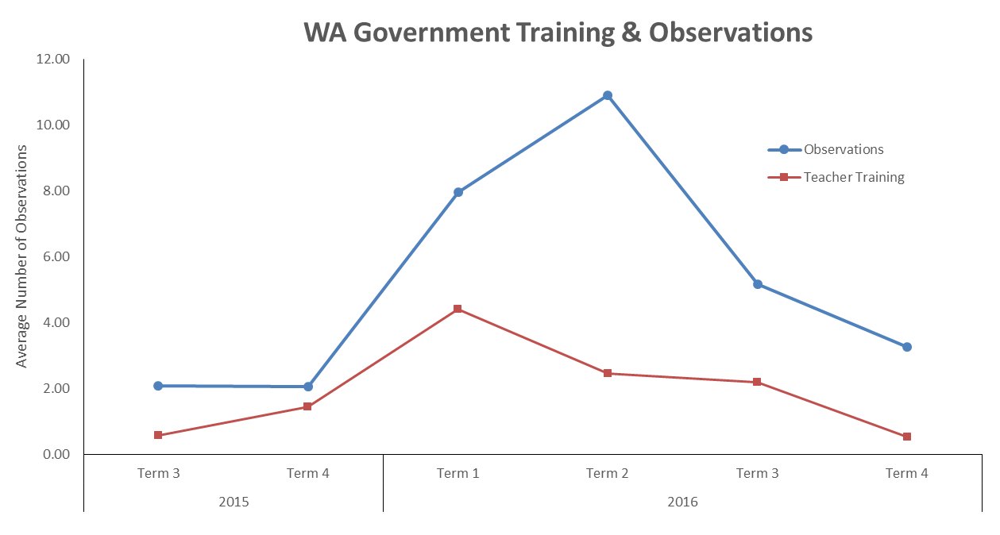 WA Government Training & Observations
12.00
10.00
8.00
6.00
4.00
2.00
0.00
Average Number of Observations
Observations
Teacher Training
Term 3
Term 4
Term 1
Term 2
Term 3
Term 4
2015
2016